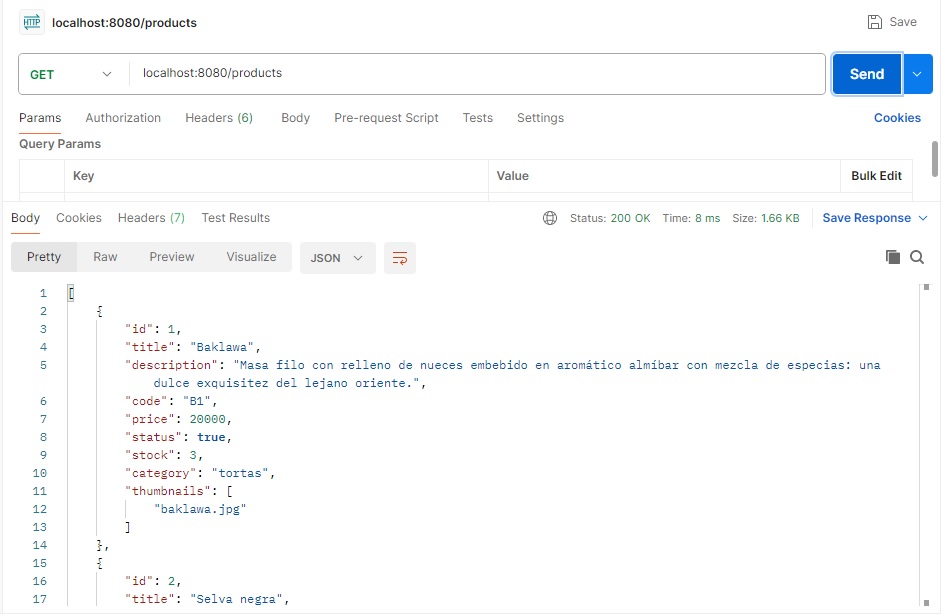 HTTP localhost:8080/products Save
GET localhost:8080/products Send
Params Authorization Headers (6) Body Pre-request Script Tests Settings Cookies
Query Params
Key Value Bulk Edit
Body Cookies Headers (7) Test Results Status: 200 OK Time: 8 ms Size: 1.66 KB Save Response
Pretty Raw Preview Visualize JSON
1 [
2 {
3 "id": 1,
4 "title": "Baklawa",
5 "description": "Masa filo con relleno de nueces embebido en aromático almíbar con mezcla de especias: una
dulce exquisitez del lejano oriente.",
6 "code": "B1",
7 "price": 20000,
8 "status": true,
9 "stock": 3,
10 "category": "tortas",
11 "thumbnails": [
12 "baklawa.jpg"
13 ]
14 },
15 {
16 "id": 2,
17 "title": "Selva negra",